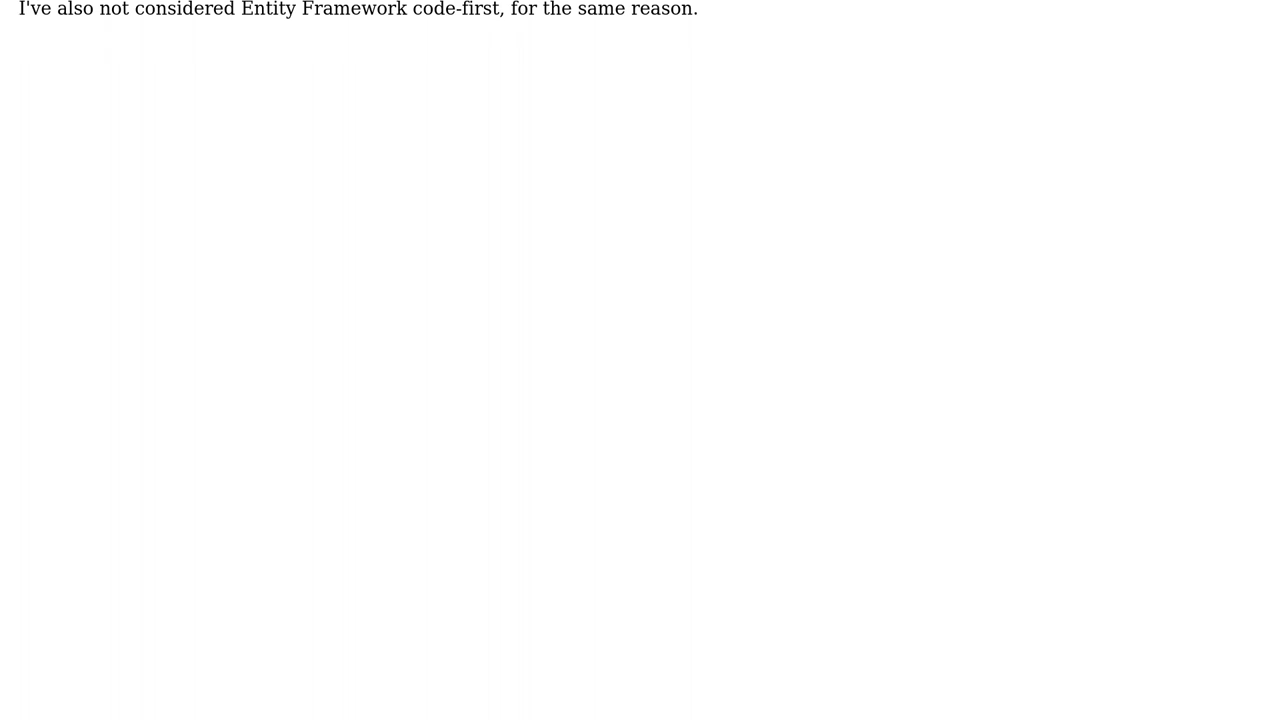 I've also not considered Entity Framework code-first, for the same reason.